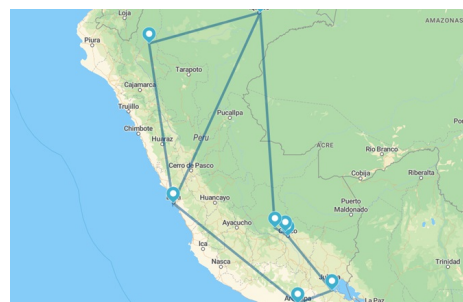 Loja
AMAZONAS
Piura
Tarapoto
Cajamarca
Trujillo
Pucallpa
Chimbote
Huaraz
Peru
ACRE
Rio Branco
Cerro de Pasco
Cobija
Riberalta
Huancayo
Puerto
Maldonado
Ayacucho
Ica
Trinidad
Nasca
La Paz